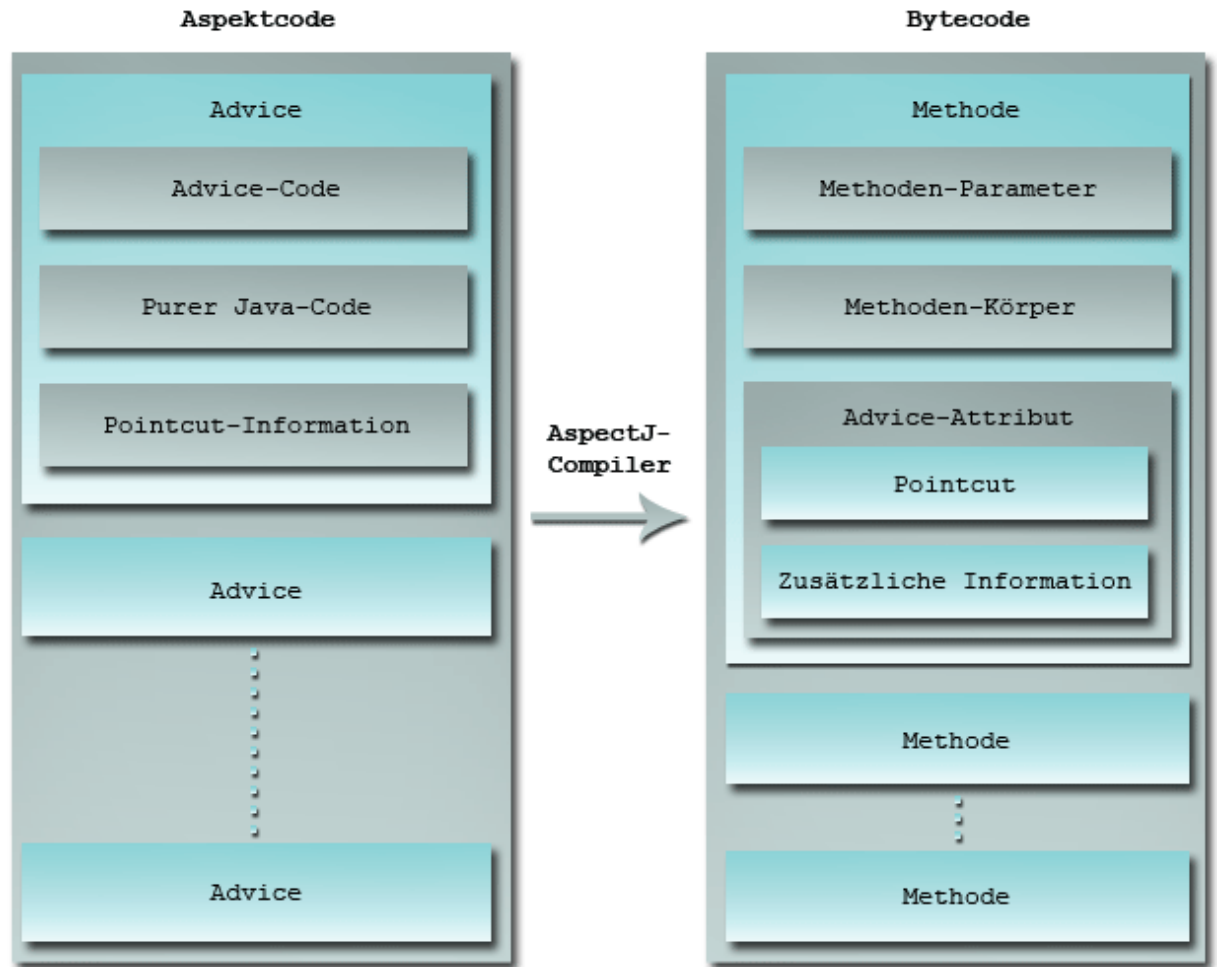 Aspektcode
Advice
Advice-Code
Purer Java-Code
Pointcut-Information
Advice
Advice
AspectJ-
Compiler
Bytecode
Methode
Methoden-Parameter
Methoden-Körper
Advice-Attribut
Pointcut
Zusätzliche Information
Methode
Methode